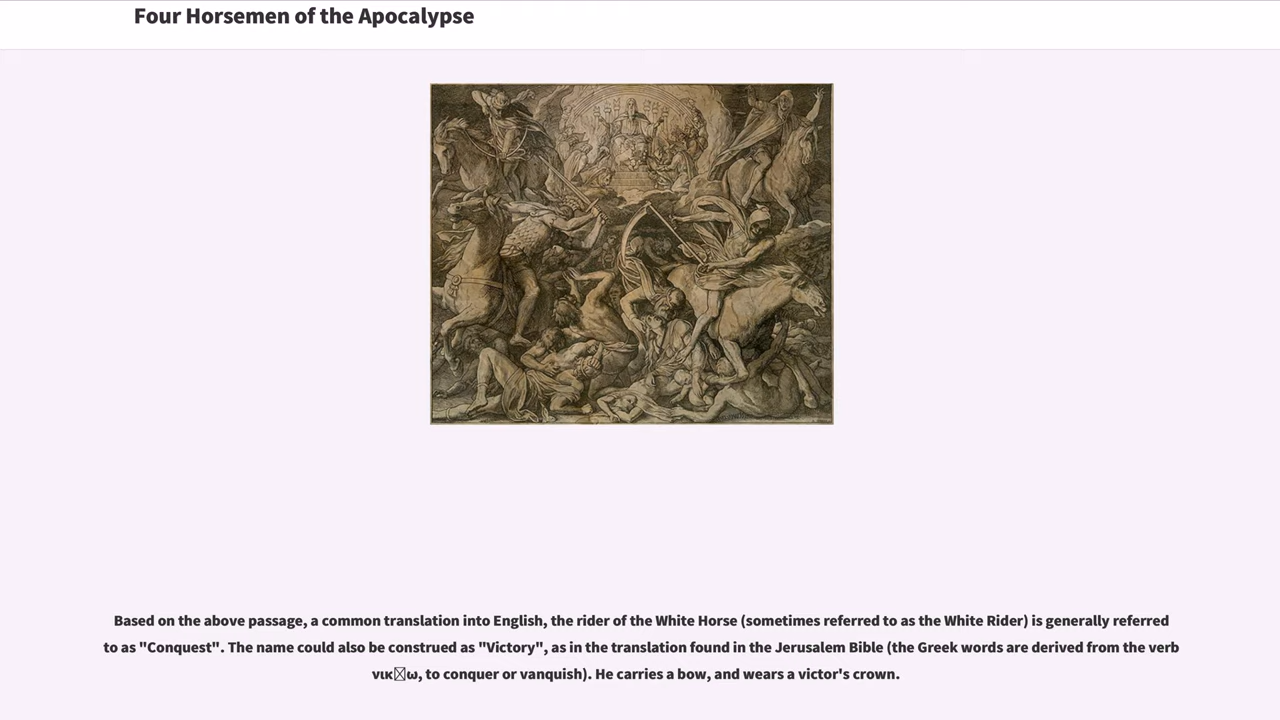 Four Horsemen of the Apocalypse
Based on the above passage, a common translation into English, the rider of the White Horse (sometimes referred to as the White Rider) is generally referred
to as "Conquest". The name could also be construed as "Victory", as in the translation found in the Jerusalem Bible (the Greek words are derived from the verb
νικ�ω, to conquer or vanquish). He carries a bow, and wears a victor's crown.